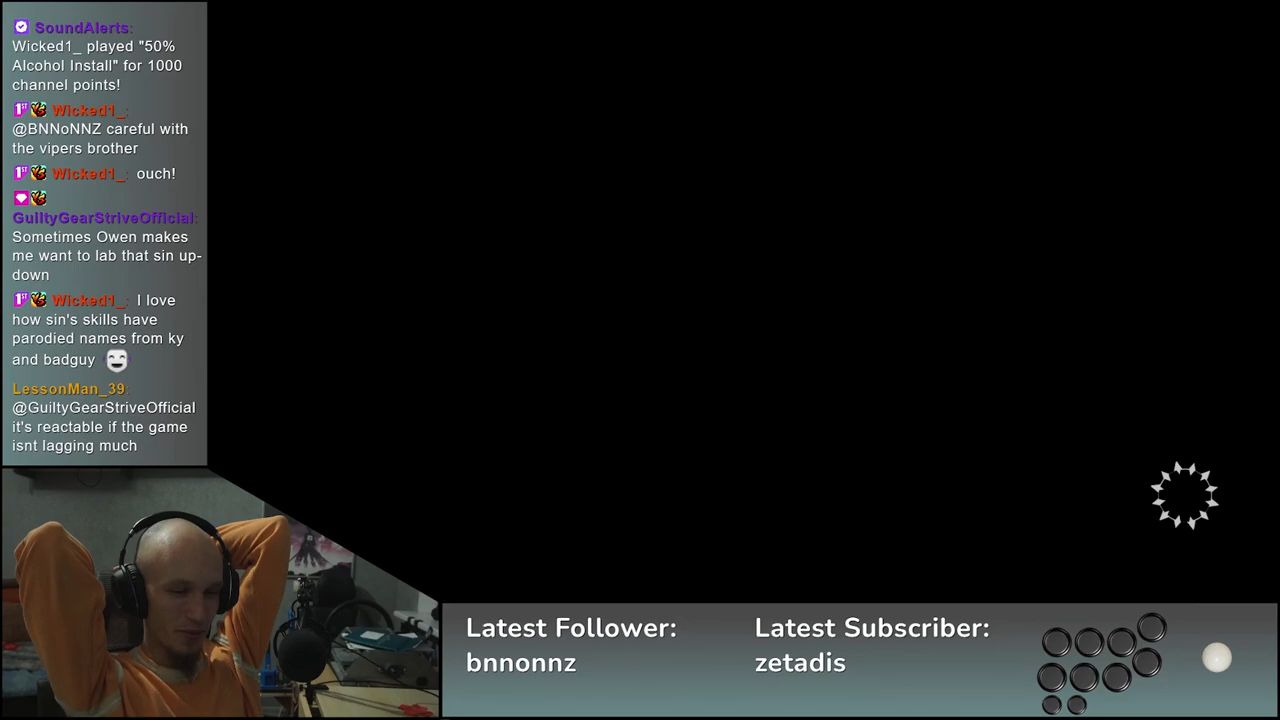 SoundAlerts:
Wicked1_ played "50%
Alcohol Install" for 1000
channel points!
1ST Wicked1_:
@BNNoNNZ careful with
the vipers brother
1ST Wicked1_: ouch!
GuiltyGearStriveOfficial:
Sometimes Owen makes
me want to lab that sin up-
down
1ST Wicked1_: I love
how sin's skills have
parodied names from ky
and badguy
LessonMan_39:
@GuiltyGearStriveOfficial
it's reactable if the game
isnt lagging much
Latest Follower:
bnnonnz
Latest Subscriber:
zetadis